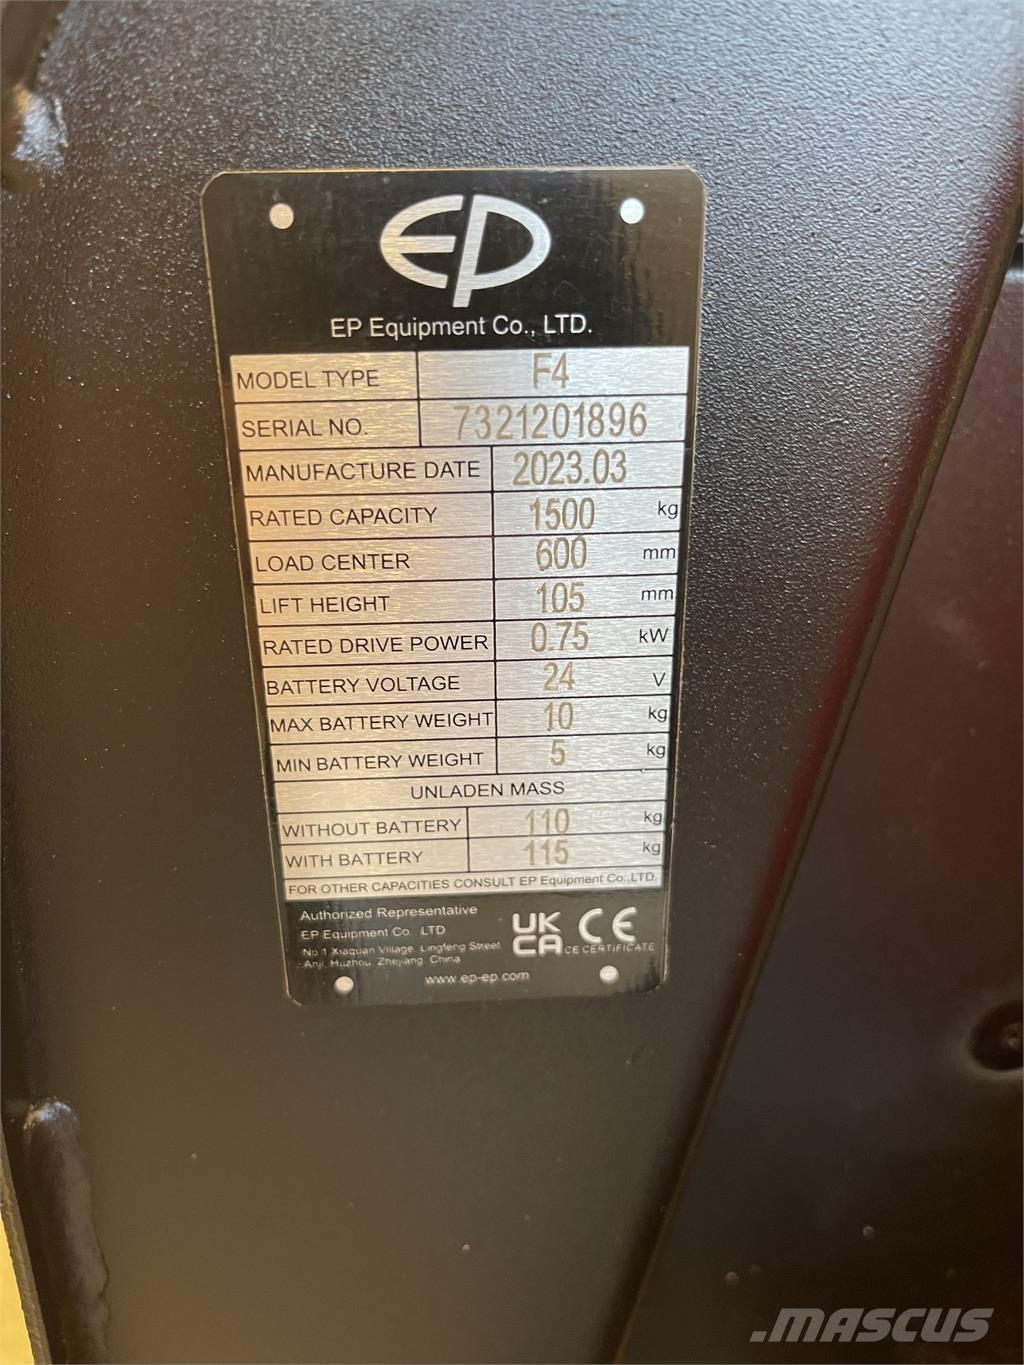 EP
EP Equipment Co., LTD.
MODEL TYPE F4
SERIAL NO. 7321201896
MANUFACTURE DATE 2023.03
RATED CAPACITY 1500 kg
LOAD CENTER 600 mm
LIFT HEIGHT 105 mm
RATED DRIVE POWER 0.75 kW
BATTERY VOLTAGE 24 V
MAX BATTERY WEIGHT 10 kg
MIN BATTERY WEIGHT 5 kg
UNLADEN MASS
WITHOUT BATTERY 110 kg
WITH BATTERY 115 kg
FOR OTHER CAPACITIES CONSULT EP Equipment Co.,LTD.
Authorized Representative
EP Equipment Co., LTD
No 1 Xiaquan Village, Lingfeng Street
Anji, Huzhou, Zhejiang, China
UK CA CE
CE CERTIFICATE
www.ep-ep.com
MASCUS